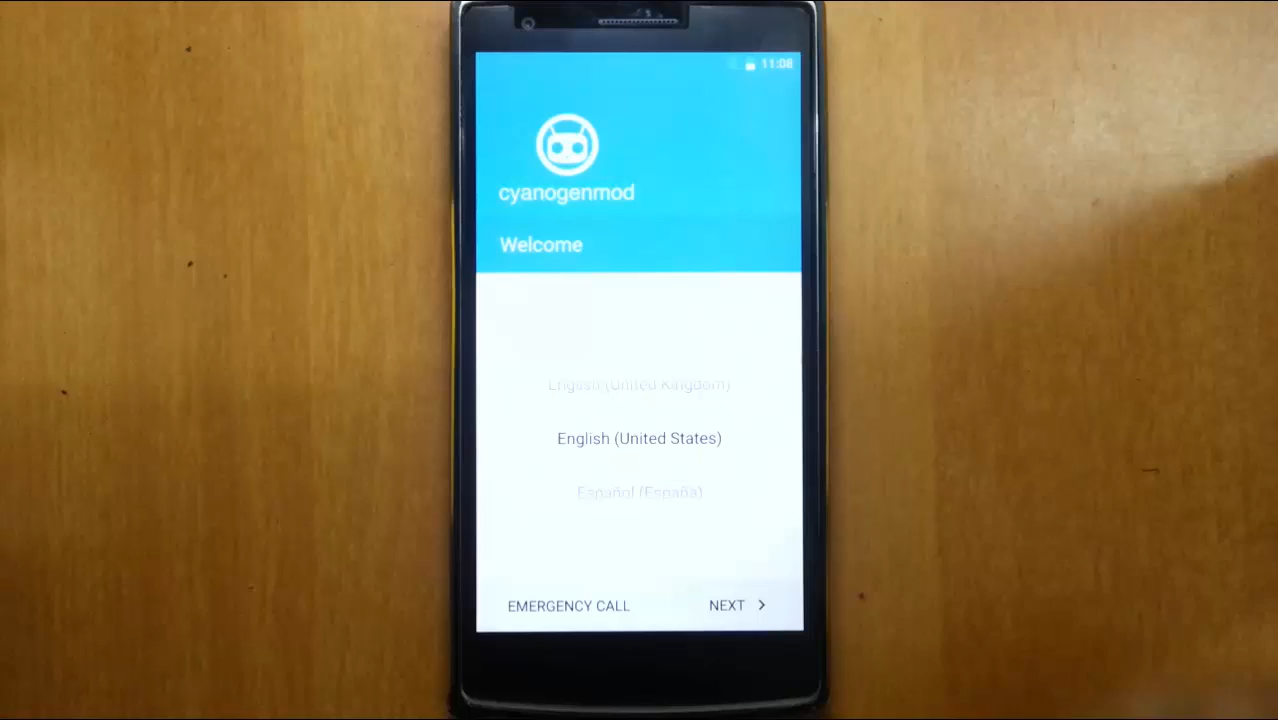 11:08
cyanogenmod
Welcome
English (United Kingdom)
English (United States)
Español (España)
EMERGENCY CALL
NEXT